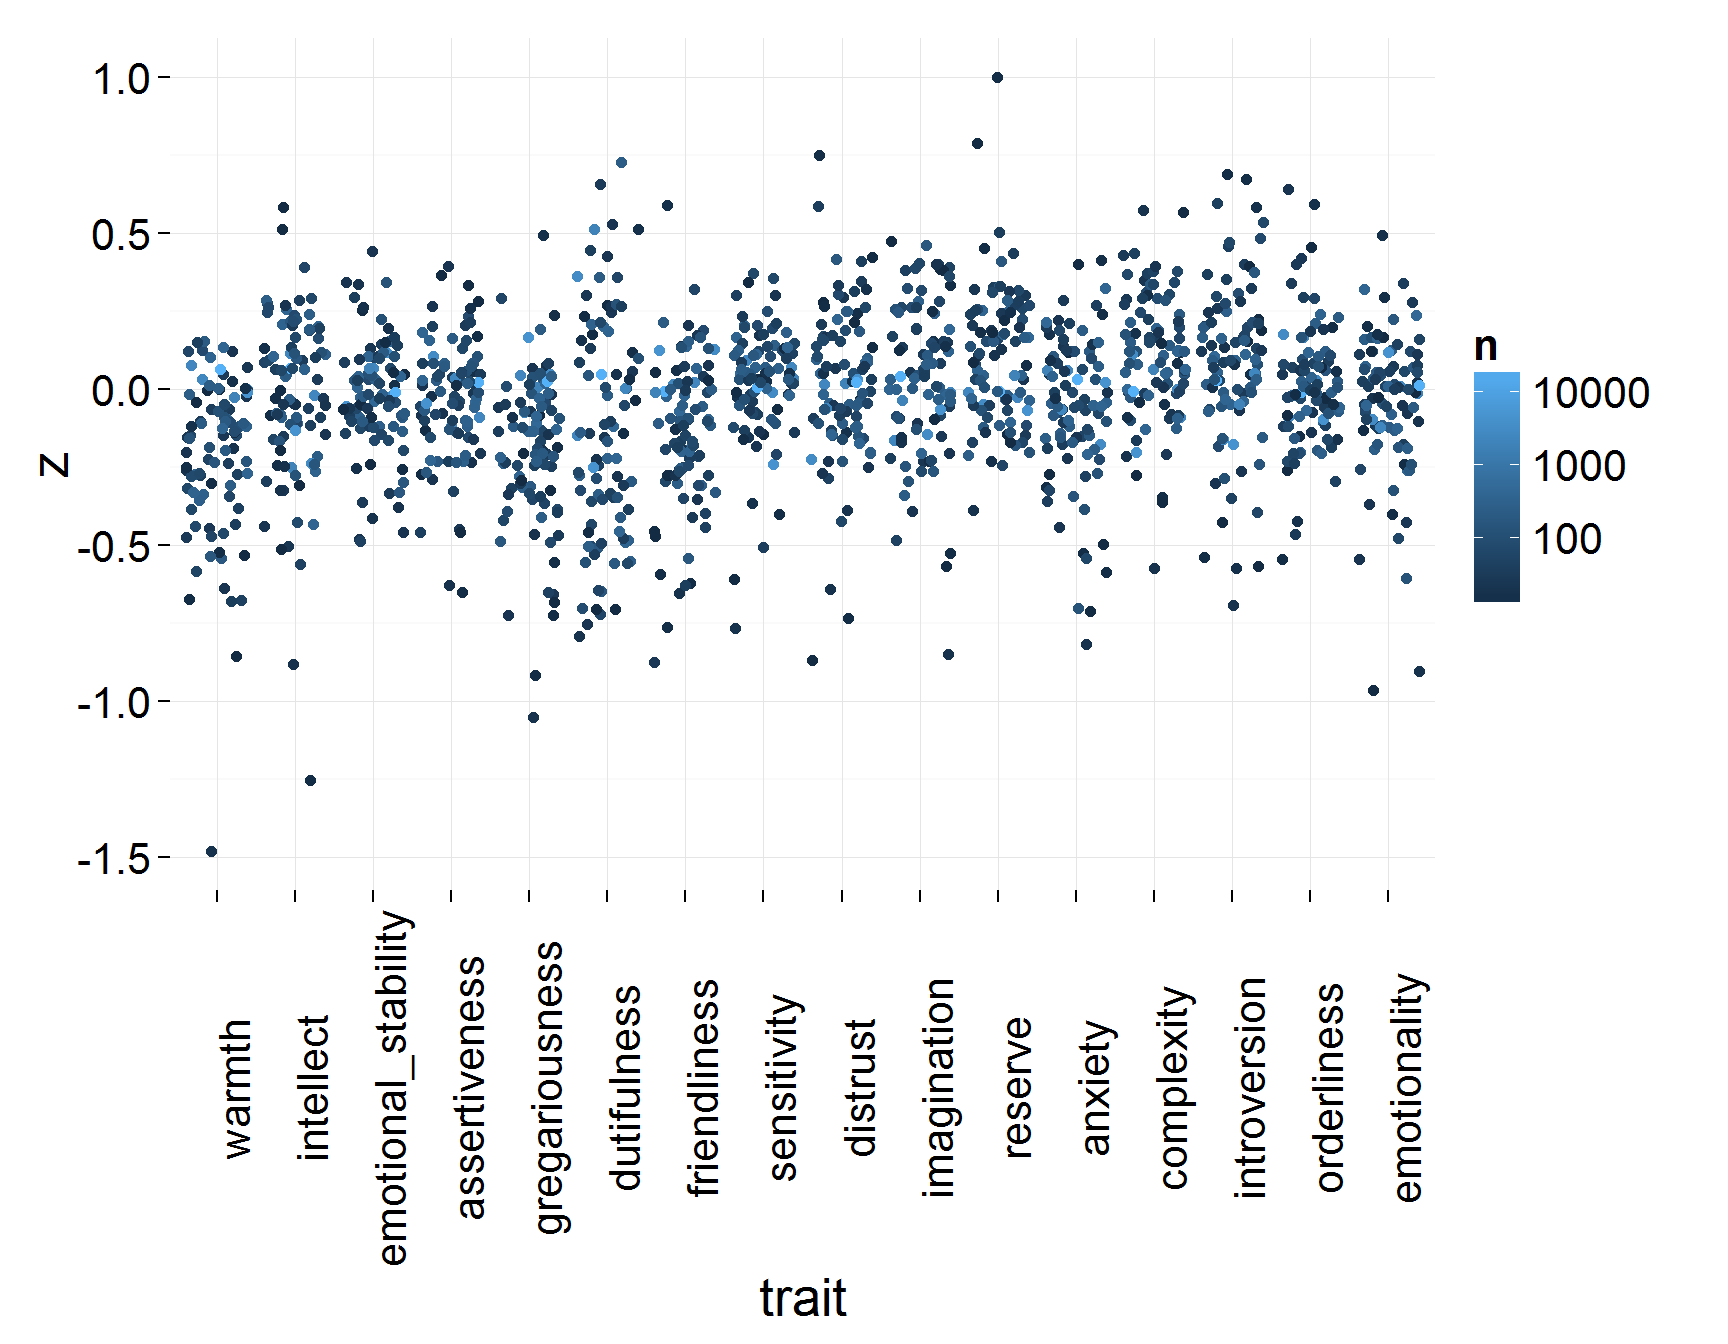 1.0
0.5
0.0
-0.5
-1.0
-1.5
z
warmth
intellect
emotional_stability
assertiveness
gregariousness
dutifulness
friendliness
sensitivity
distrust
imagination
reserve
anxiety
complexity
introversion
orderliness
emotionality
trait
n
10000
1000
100